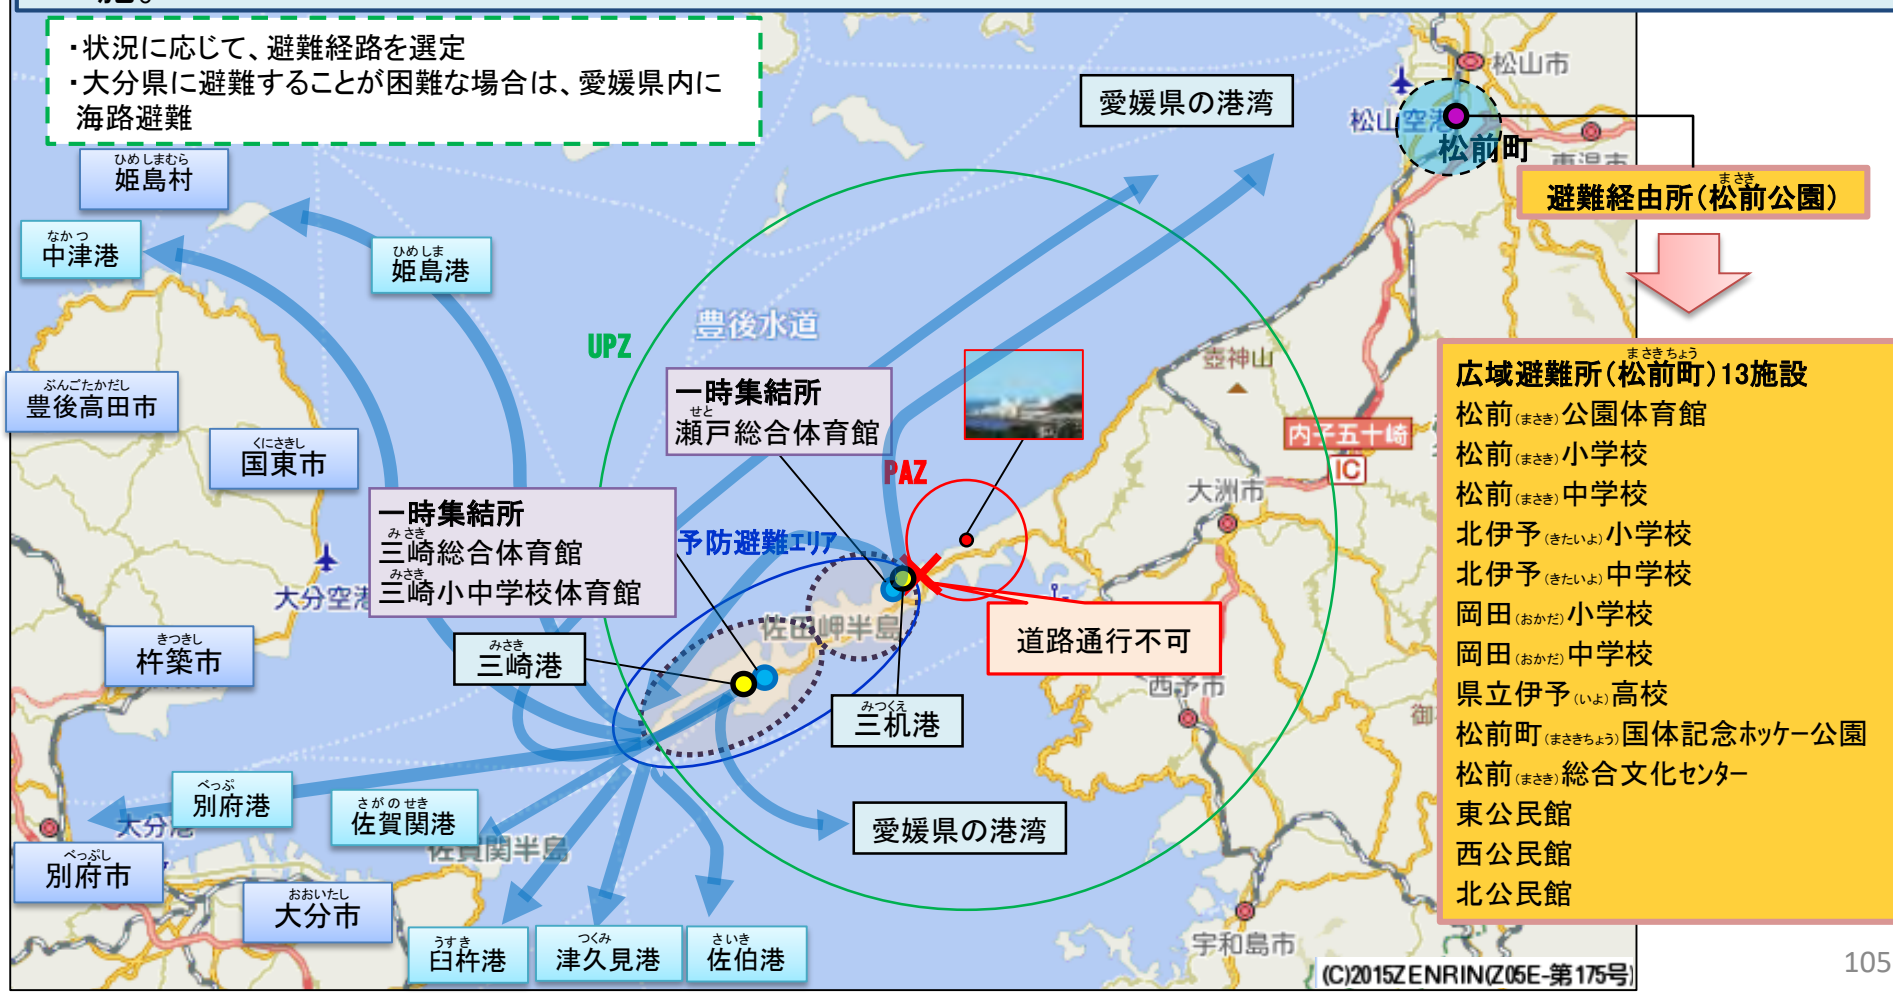 ・状況に応じて、避難経路を選定
・大分県に避難することが困難な場合は、愛媛県内に
海路避難
愛媛県の港湾
松山市
松山空港
松前町
東温市
避難経由所(松前公園)
まさき
ひめしまむら
姫島村
なかつ
中津港
ひめしま
姫島港
豊後水道
UPZ
壺神山
一時集結所
せと
瀬戸総合体育館
ぶんごたかだし
豊後高田市
くにさきし
国東市
内子五十崎
IC
PAZ
大洲市
一時集結所
みさき
三崎総合体育館
みさき
三崎小中学校体育館
予防避難エリア
大分空港
佐田岬半島
道路通行不可
きつきし
杵築市
みさき
三崎港
みつくえ
三机港
西予市
べっぷ
別府港
さがのせき
佐賀関港
愛媛県の港湾
大分港
佐賀関半島
べっぷし
別府市
おおいたし
大分市
うすき
臼杵港
つくみ
津久見港
さいき
佐伯港
宇和島市
(C)2015ZENRIN(Z05E-第175号)
まさきちょう
広域避難所(松前町)13施設
松前(まさき)公園体育館
松前(まさき)小学校
松前(まさき)中学校
北伊予(きたいよ)小学校
北伊予(きたいよ)中学校
岡田(おかだ)小学校
岡田(おかだ)中学校
県立伊予(いよ)高校
松前町(まさきちょう)国体記念ホッケー公園
松前(まさき)総合文化センター
東公民館
西公民館
北公民館
105